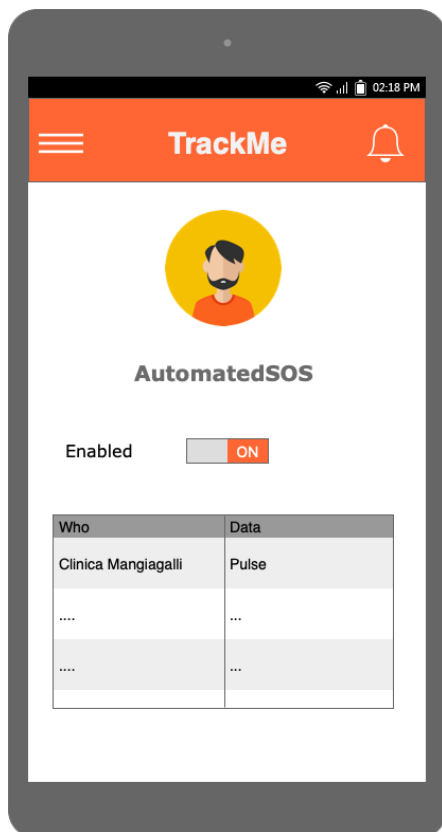 02:18 PM
TrackMe
AutomatedSOS
Enabled ON
Who Data
Clinica Mangiagalli Pulse
.... ...
.... ...